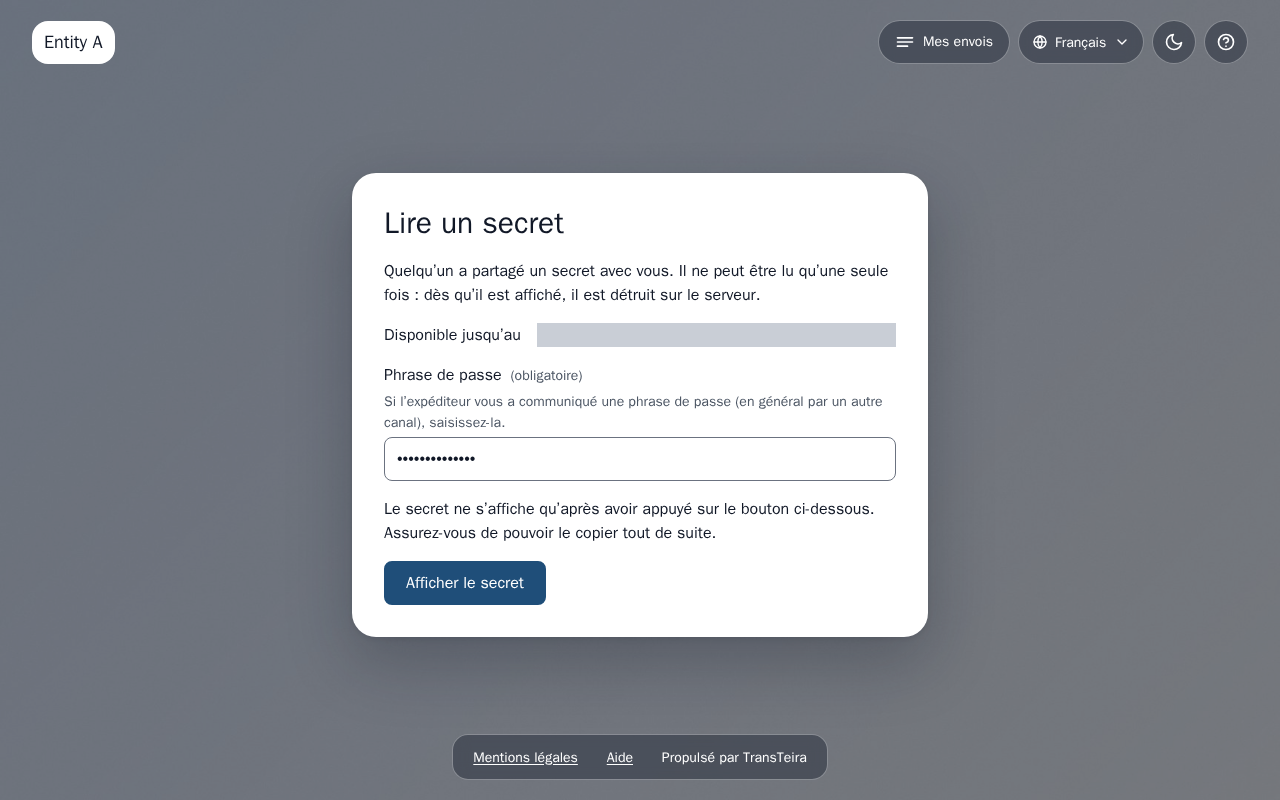 Entity A
Mes envois
Français
Lire un secret
Quelqu’un a partagé un secret avec vous. Il ne peut être lu qu’une seule
fois : dès qu’il est affiché, il est détruit sur le serveur.
Disponible jusqu’au
Phrase de passe (obligatoire)
Si l’expéditeur vous a communiqué une phrase de passe (en général par un autre
canal), saisissez-la.
••••••••••••••
Le secret ne s’affiche qu’après avoir appuyé sur le bouton ci-dessous.
Assurez-vous de pouvoir le copier tout de suite.
Afficher le secret
Mentions légales
Aide
Propulsé par TransTeira